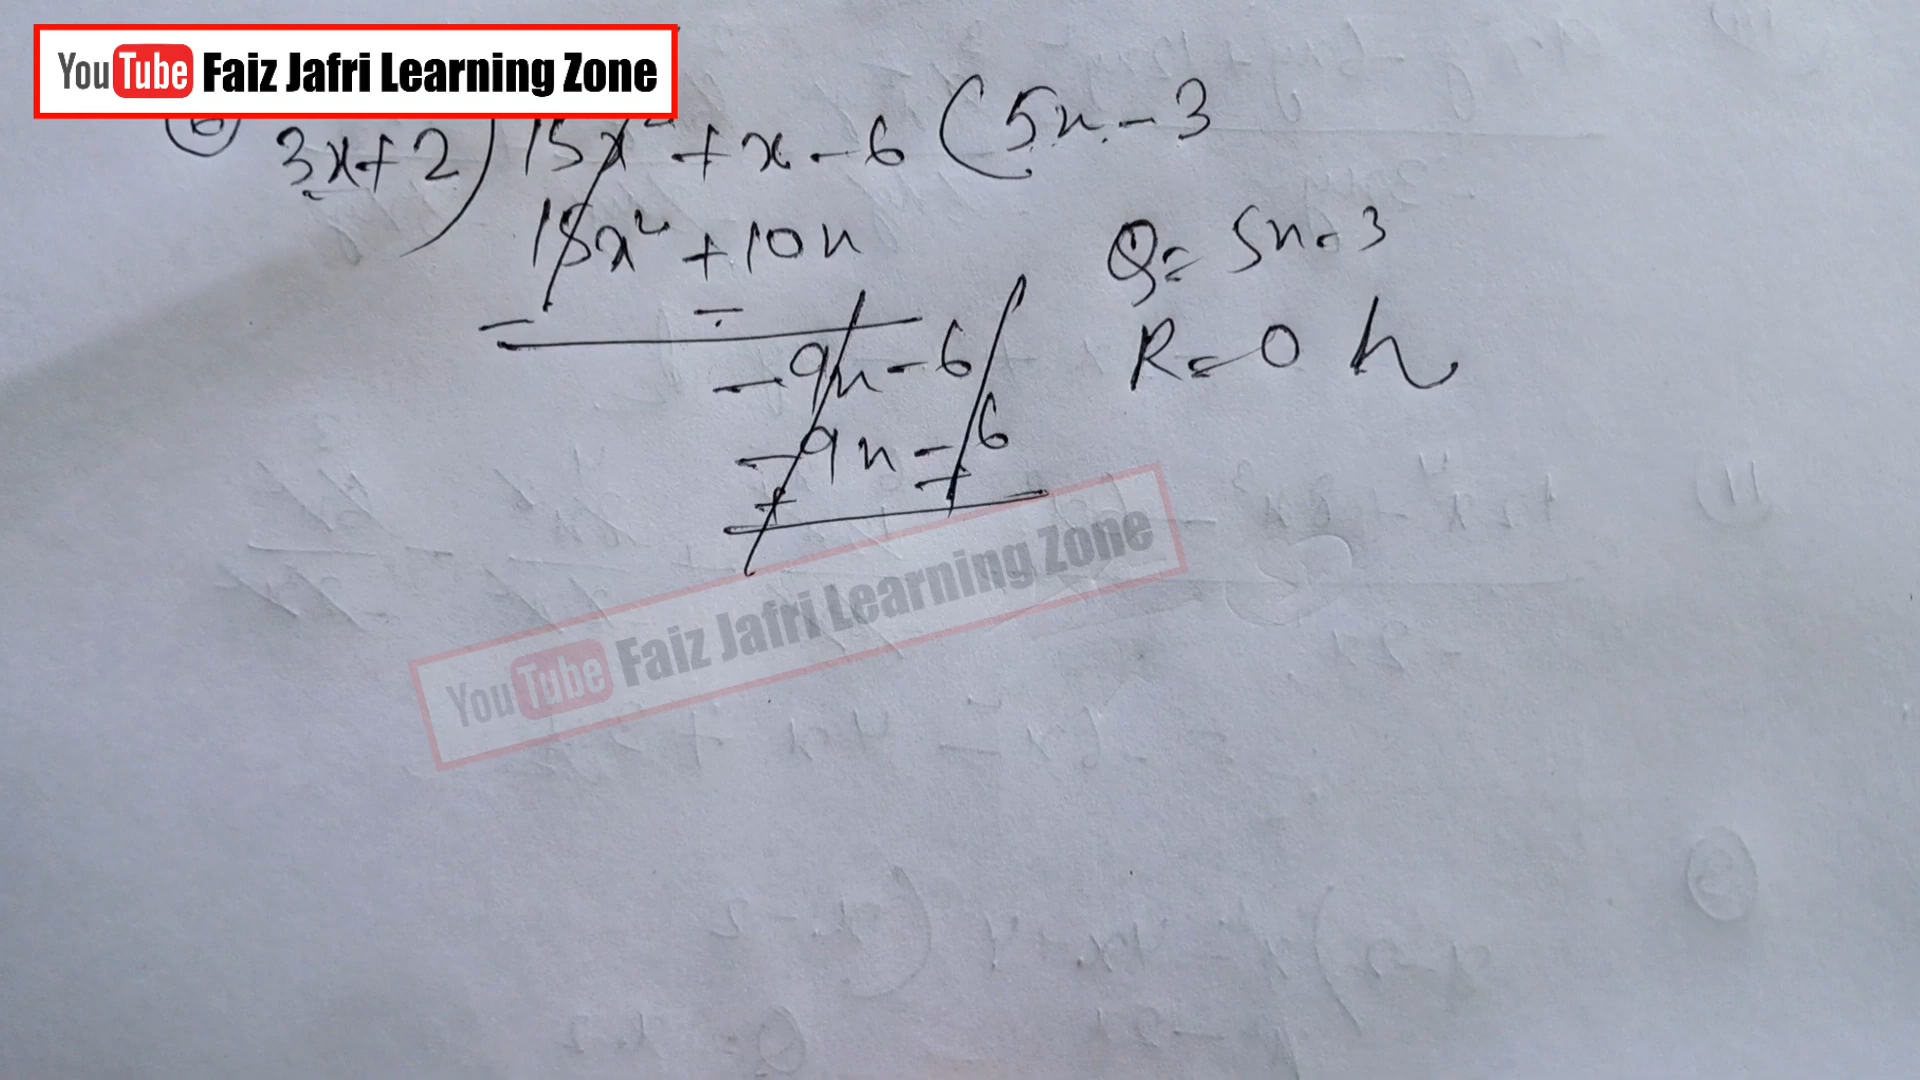 YouTube Faiz Jafri Learning Zone
3x+2) 15x² + x - 6 (5x - 3
15x² + 10x
- -
-9x - 6
-9x - 6
+ +
Q = 5x - 3
R = 0
YouTube Faiz Jafri Learning Zone